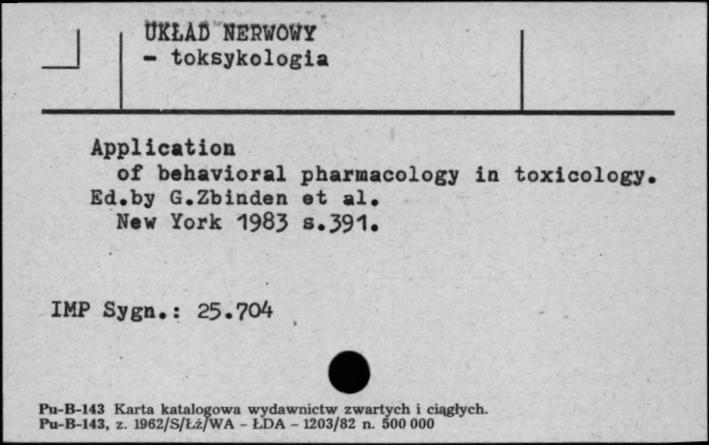 UKŁAD NERWOWY
- toksykologia
Application
of behavioral pharmacology in toxicology.
Ed.by G.Zbinden et al.
New York 1983 s.391.
IMP Sygn.: 25.704
Pu-B-143 Karta katalogowa wydawnictw zwartych i ciągłych.
Pu-B-143, z. 1962/S/Łż/WA - ŁDA - 1203/82 n. 500 000